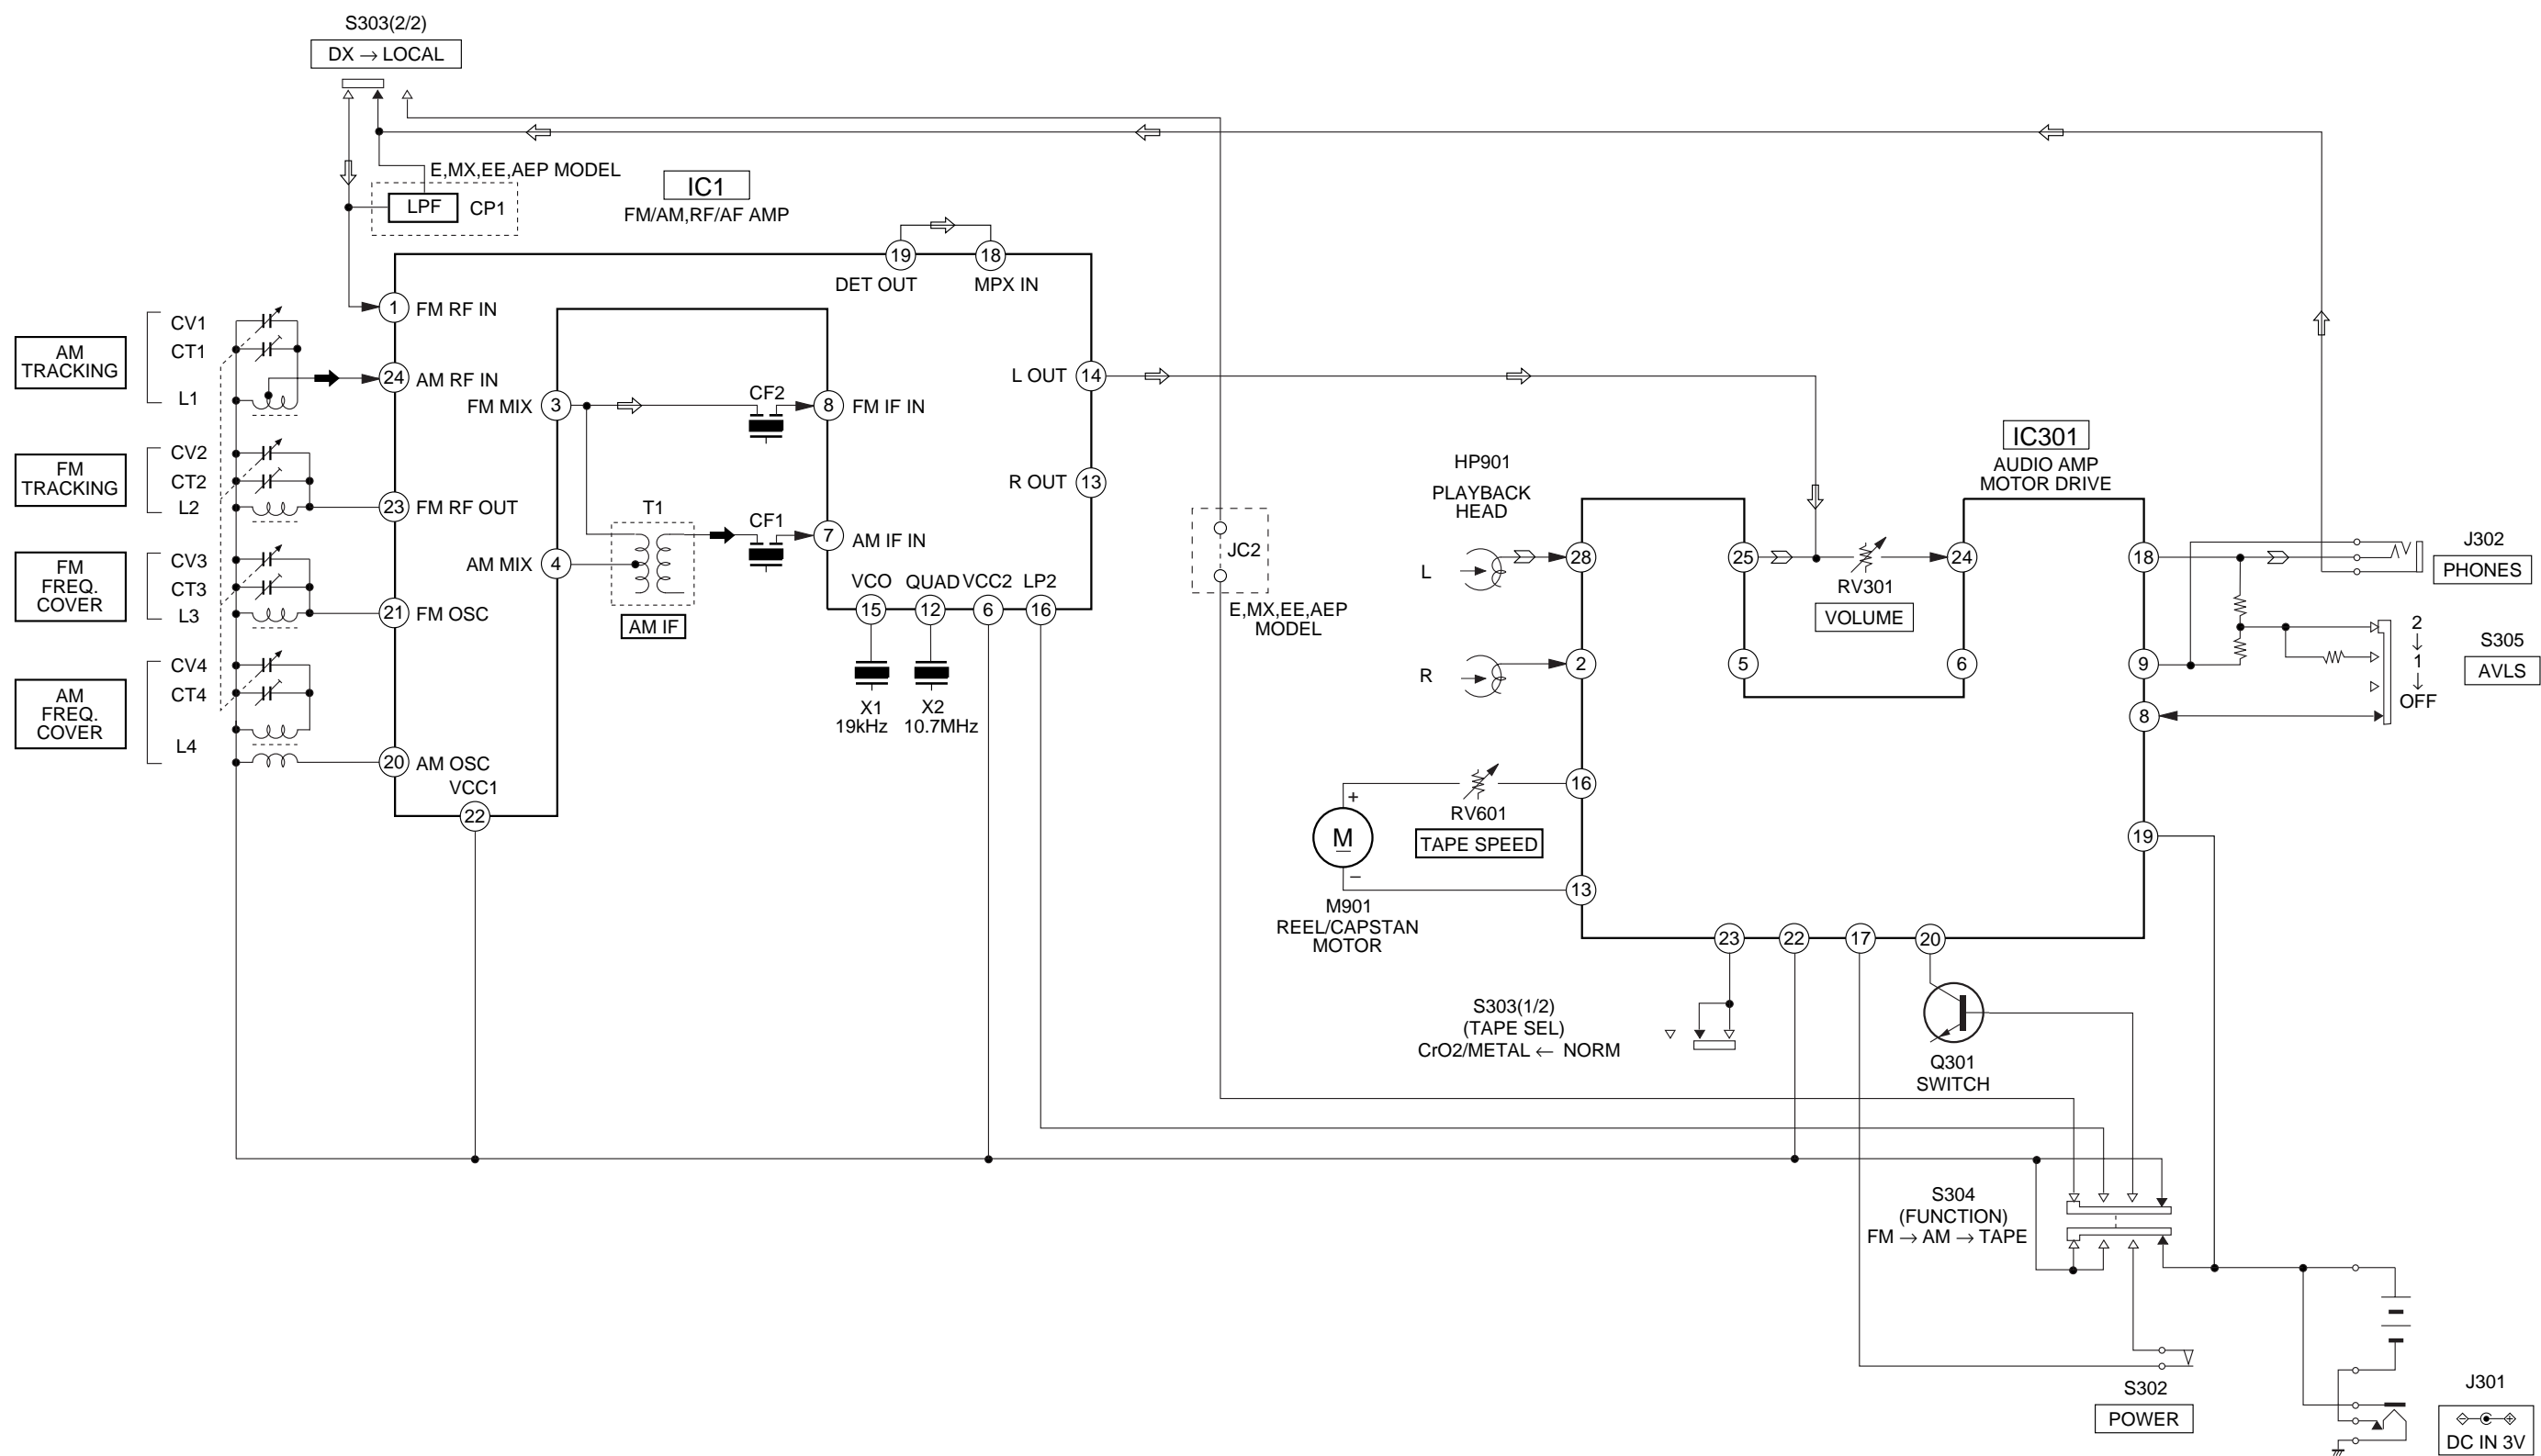 S303(2/2)
DX → LOCAL
E,MX,EE,AEP MODEL
LPF
CP1
IC1
FM/AM,RF/AF AMP
19
18
DET OUT
MPX IN
1
FM RF IN
AM
TRACKING
CV1
CT1
L1
24
AM RF IN
FM
TRACKING
CV2
CT2
L2
23
FM RF OUT
FM
FREQ.
COVER
CV3
CT3
L3
21
FM OSC
AM
FREQ.
COVER
CV4
CT4
L4
20
AM OSC
VCC1
22
FM MIX
3
AM MIX
4
T1
AM IF
CF2
8
FM IF IN
CF1
7
AM IF IN
L OUT
14
R OUT
13
VCO
QUAD
VCC2
LP2
15
12
6
16
X1
19kHz
X2
10.7MHz
JC2
E,MX,EE,AEP
MODEL
HP901
PLAYBACK
HEAD
L
R
IC301
AUDIO AMP
MOTOR DRIVE
28
25
24
18
RV301
VOLUME
2
5
6
9
8
16
13
19
RV601
TAPE SPEED
+
M
–
M901
REEL/CAPSTAN
MOTOR
23
22
17
20
S303(1/2)
(TAPE SEL)
CrO2/METAL ← NORM
Q301
SWITCH
J302
PHONES
2
↓
1
↓
OFF
S305
AVLS
S304
(FUNCTION)
FM → AM → TAPE
S302
POWER
J301
DC IN 3V